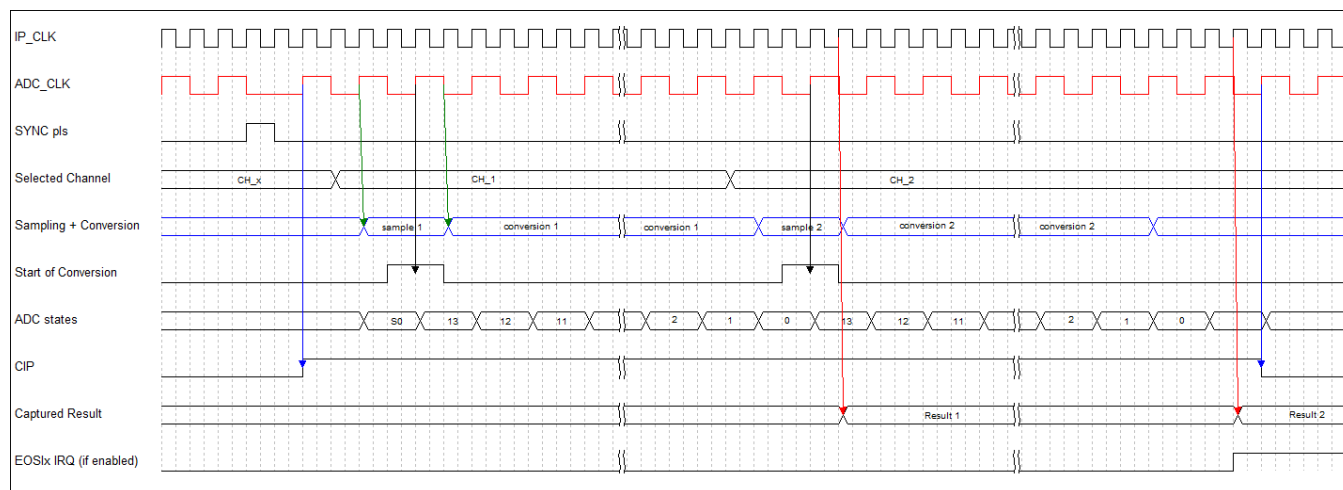 IP_CLK
ADC_CLK
SYNC pls
Selected Channel CH_x CH_1 CH_2
Sampling + Conversion sample 1 conversion 1 conversion 1 sample 2 conversion 2 conversion 2
Start of Conversion
ADC states S0 13 12 11 2 1 0 13 12 11 2 1 0
CIP
Captured Result Result 1 Result 2
EOSIx IRQ (if enabled)